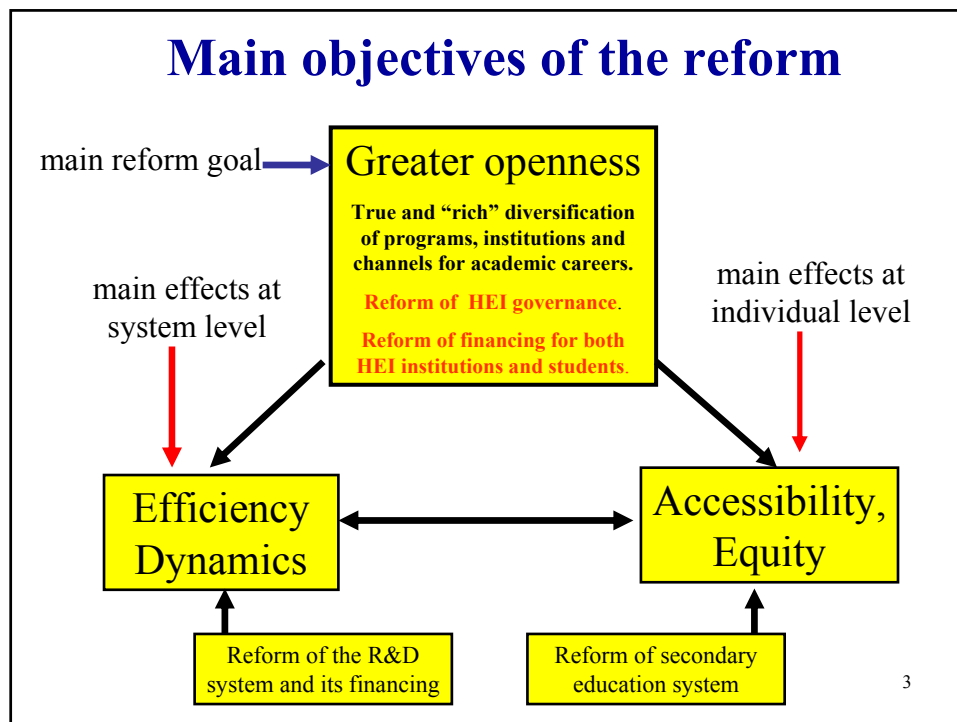 Main objectives of the reform
main reform goal
Greater openness
True and “rich” diversification
of programs, institutions and
channels for academic careers.
Reform of HEI governance.
Reform of financing for both
HEI institutions and students.
main effects at
system level
main effects at
individual level
Efficiency
Dynamics
Accessibility,
Equity
Reform of the R&D
system and its financing
Reform of secondary
education system
3